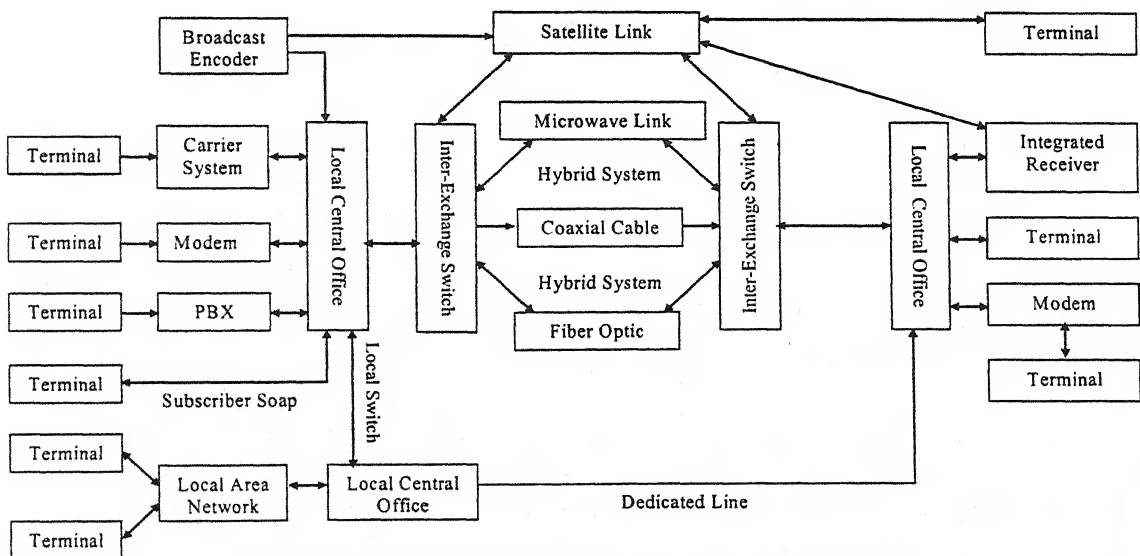 Broadcast
Encoder
Satellite Link
Terminal
Microwave Link
Terminal
Carrier
System
Local Central Office
Inter-Exchange Switch
Hybrid System
Inter-Exchange Switch
Local Central Office
Integrated
Receiver
Terminal
Modem
Coaxial Cable
Terminal
Hybrid System
Terminal
PBX
Fiber Optic
Modem
Terminal
Subscriber Soap
Local Switch
Terminal
Terminal
Local Area
Network
Local Central
Office
Dedicated Line
Terminal